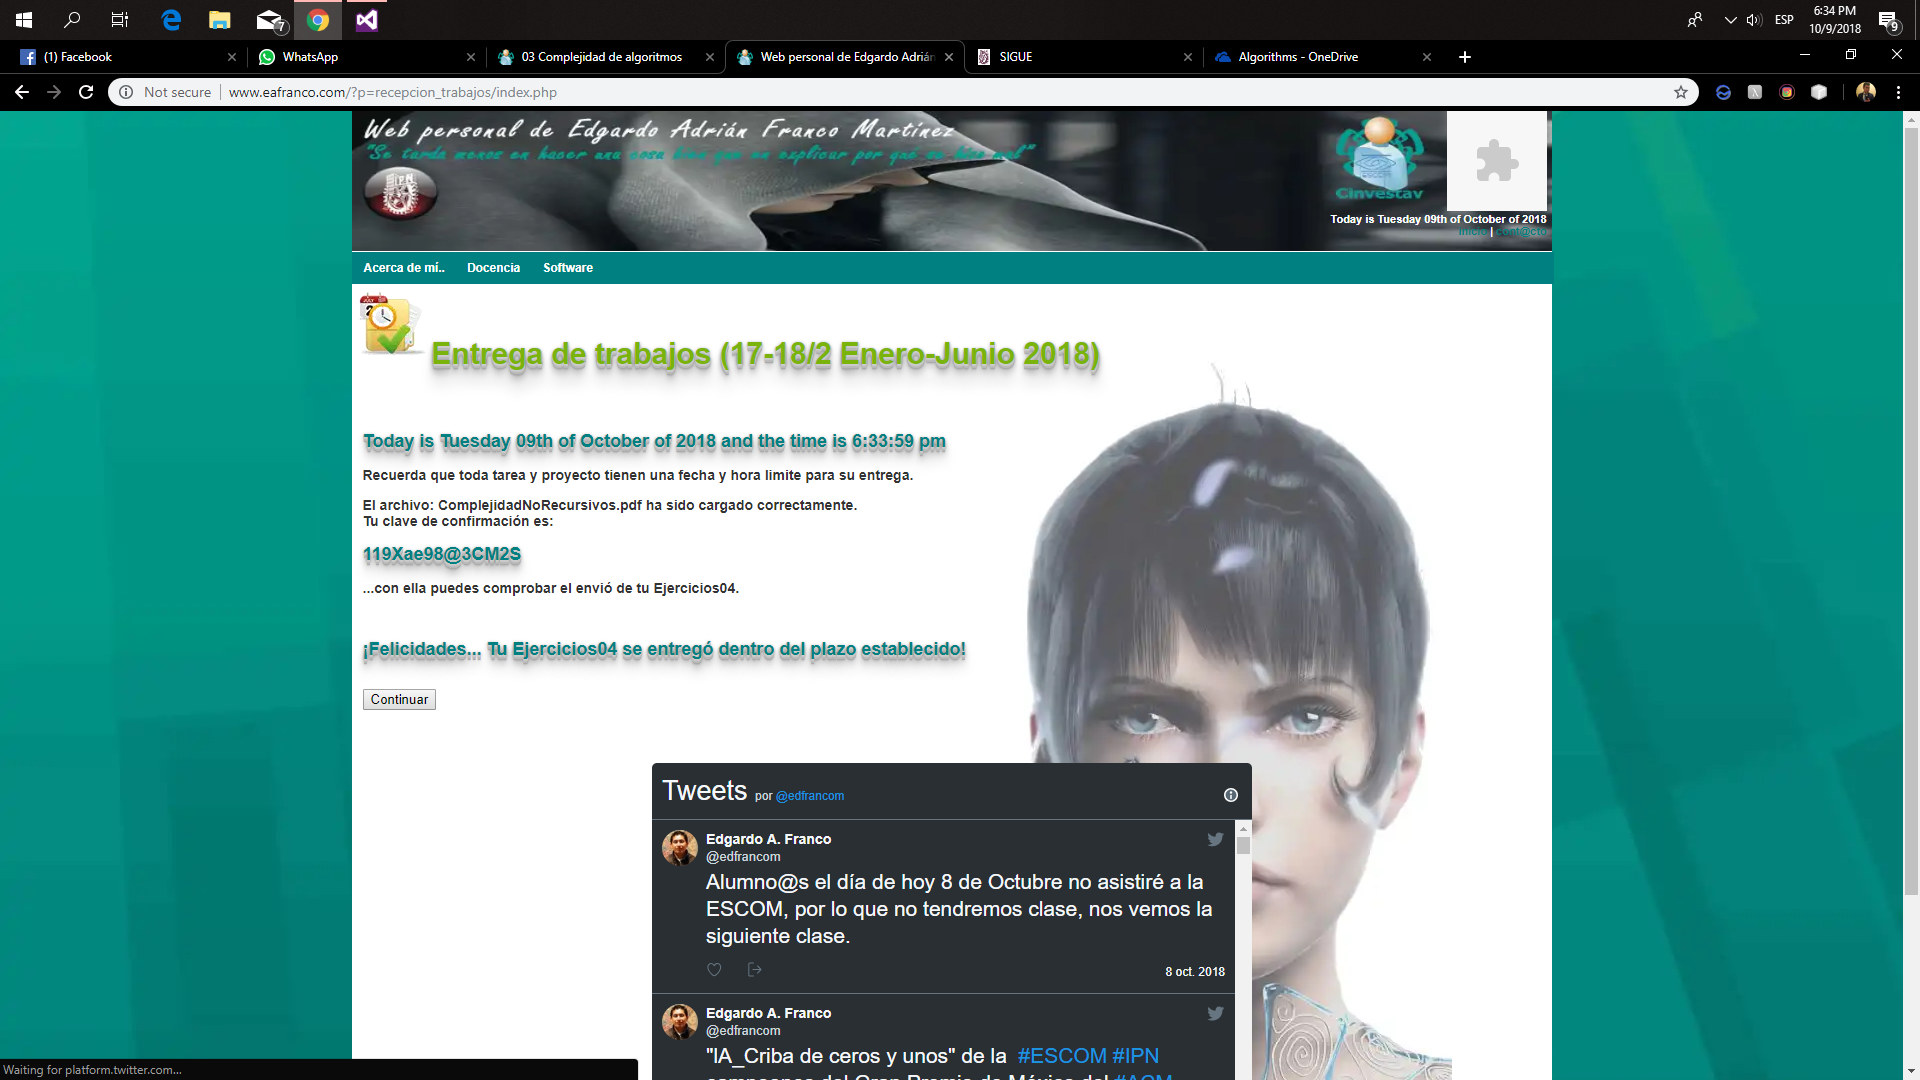 6:34 PM
ESP
10/9/2018
7
9
(1) Facebook
WhatsApp
03 Complejidad de algoritmos
Web personal de Edgardo Adrián
SIGUE
Algorithms - OneDrive
Not secure
www.eafranco.com/?p=recepcion_trabajos/index.php
Web personal de Edgardo Adrián Franco Martínez
"Se tarda menos en hacer una cosa bien que en explicar por qué se hizo mal"
Cinvestav
Today is Tuesday 09th of October of 2018
inicio | cont@cto
Acerca de mí.. Docencia Software
Entrega de trabajos (17-18/2 Enero-Junio 2018)
Today is Tuesday 09th of October of 2018 and the time is 6:33:59 pm
Recuerda que toda tarea y proyecto tienen una fecha y hora limite para su entrega.
El archivo: ComplejidadNoRecursivos.pdf ha sido cargado correctamente.
Tu clave de confirmación es:
119Xae98@3CM2S
...con ella puedes comprobar el envió de tu Ejercicios04.
¡Felicidades... Tu Ejercicios04 se entregó dentro del plazo establecido!
Continuar
Tweets por @edfrancom
Edgardo A. Franco
@edfrancom
Alumno@s el día de hoy 8 de Octubre no asistiré a la
ESCOM, por lo que no tendremos clase, nos vemos la
siguiente clase.
8 oct. 2018
Edgardo A. Franco
@edfrancom
"IA_Criba de ceros y unos" de la #ESCOM #IPN
campeones del Gran Premio de México del #ACM
Waiting for platform.twitter.com...